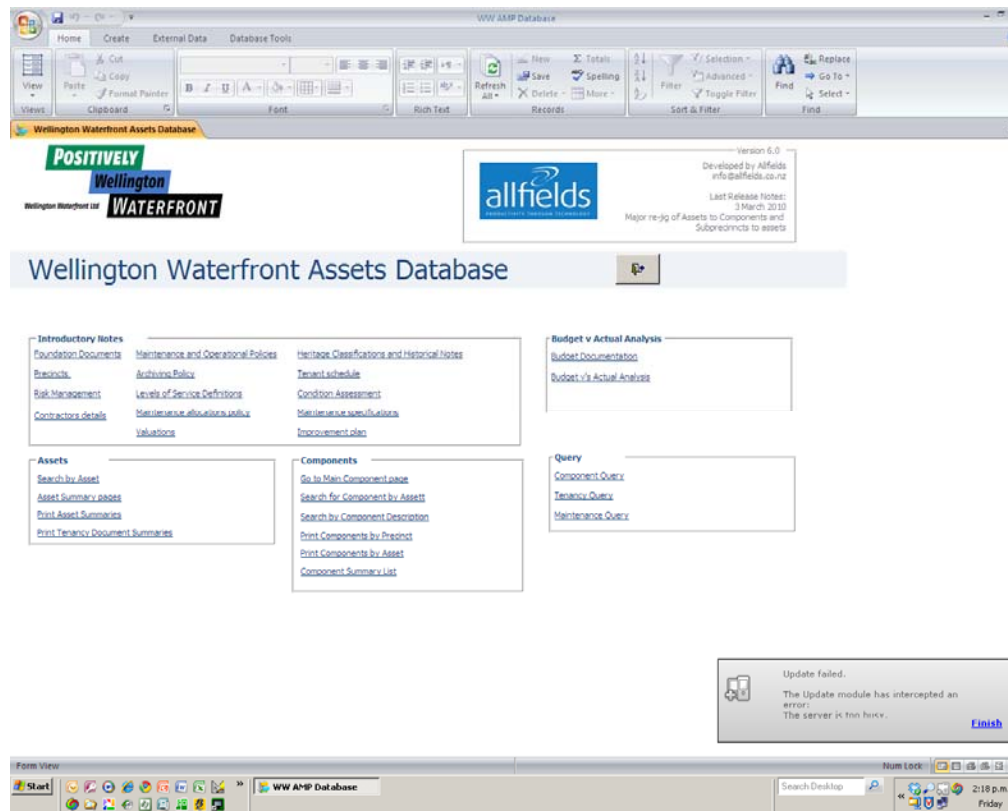 WW AMP Database
Home Create External Data Database Tools
View
Paste
Cut
Copy
Format Painter
B I U A
Refresh All
New
Save
Delete
Totals
Spelling
More
Filter
Selection
Advanced
Toggle Filter
Find
Replace
Go To
Select
Views Clipboard Font Rich Text Records Sort & Filter Find
Wellington Waterfront Assets Database
POSITIVELY
Wellington
Wellington Waterfront Ltd WATERFRONT
allfields
PRODUCTIVITY THROUGH TECHNOLOGY
Version 6.0
Developed by Allfields
info@allfields.co.nz
Last Release Notes:
3 March 2010
Major re-jig of Assets to Components and
Subprecincts to assets
Wellington Waterfront Assets Database
Introductory Notes
Foundation Documents Maintenance and Operational Policies Heritage Classifications and Historical Notes
Precincts. Archiving Policy Tenant schedule
Risk Management Levels of Service Definitions Condition Assessment
Contractors details Maintenance allocations policy Maintenance specifications
Valuations Improvement plan
Budget v Actual Analysis
Budget Documentation
Budget v's Actual Analysis
Assets
Search by Asset
Asset Summary pages
Print Asset Summaries
Print Tenancy Document Summaries
Components
Go to Main Component page
Search for Component by Assett
Search by Component Description
Print Components by Precinct
Print Components by Asset
Component Summary List
Query
Component Query
Tenancy Query
Maintenance Query
Update failed.
The Update module has intercepted an
error:
The server is too busy.
Finish
Form View Num Lock
Start WW AMP Database Search Desktop 2:18 p.m.
Friday